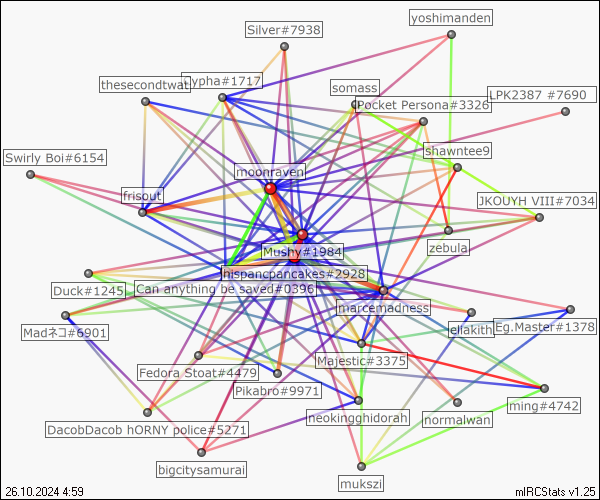 yoshimanden
Silver#7938
thesecondtwat
ypha#1717
somass
LPK2387 #7690
Pocket Persona#3326
shawntee9
Swirly Boi#6154
moonraven
frisout
JKOUYH VIII#7034
zebula
Mushy#1984
hispancpancakes#2928
Can anything be saved#0396
Duck#1245
marcemadness
Madネコ#6901
ellakith
Eg.Master#1378
Majestic#3375
Fedora Stoat#4479
Pikabro#9971
ming#4742
neokingghidorah
normalwan
DacobDacob hORNY police#5271
bigcitysamurai
mukszi
26.10.2024 4:59
mIRCStats v1.25